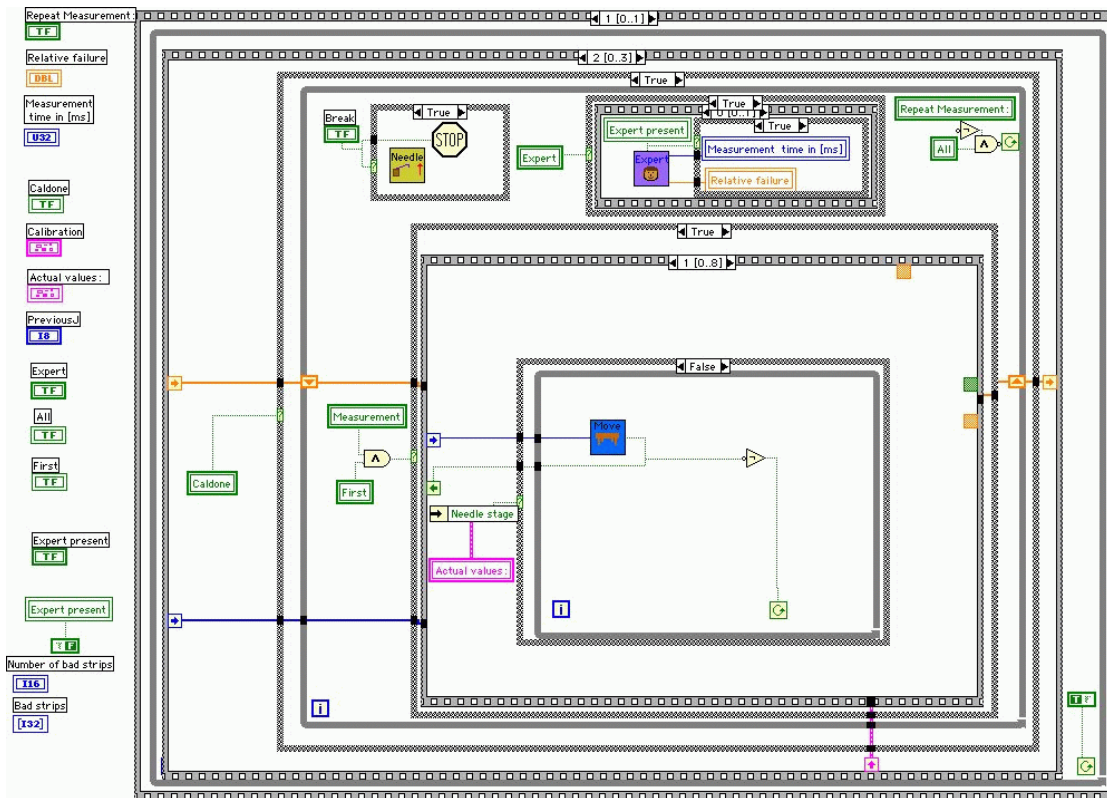 Repeat Measurement:
TF
Relative failure
DBL
Measurement
time in [ms]
U32
Caldone
TF
Calibration
Actual values:
PreviousJ
I8
Expert
TF
All
TF
First
TF
Expert present
TF
Expert present
F
Number of bad strips
I16
Bad strips
[I32]
1 [0..1]
2 [0..3]
True
Break
TF
True
STOP
Needle
Expert
True
0 [0..1]
True
Expert present
Expert
Measurement time in [ms]
Relative failure
Repeat Measurement:
All
True
1 [0..8]
False
Measurement
First
Caldone
Move
Needle stage
Actual values:
i
i
T